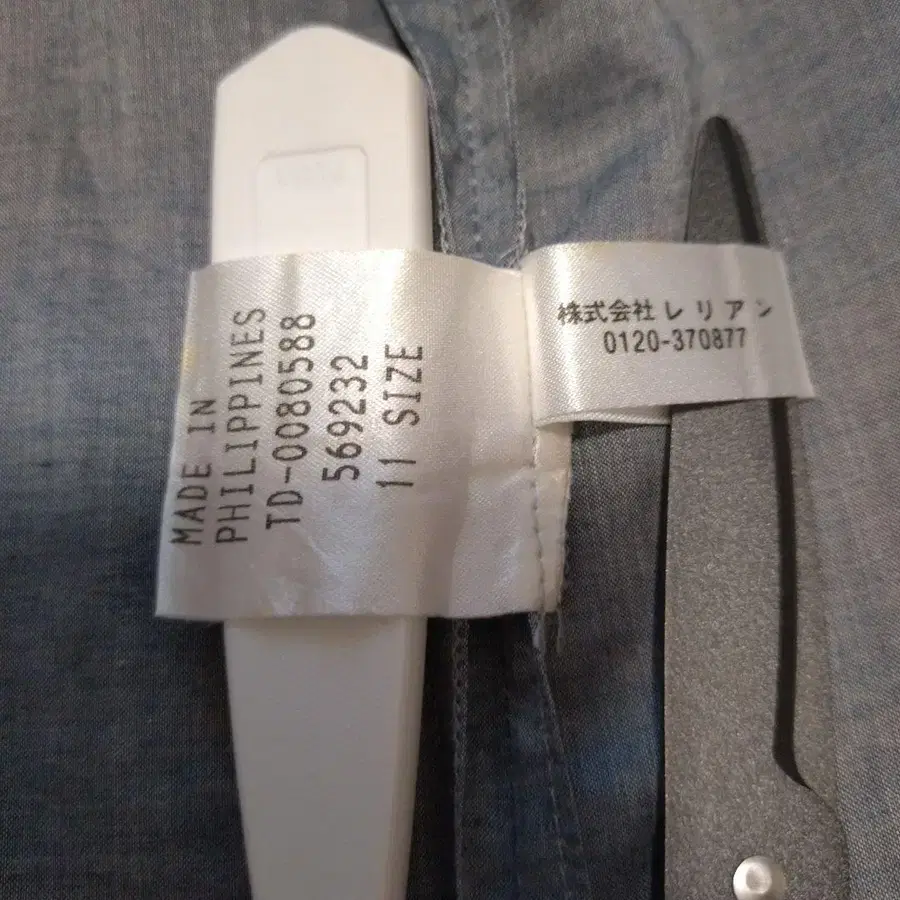 MADE IN
PHILIPPINES
TD-0080588
569232
11 SIZE
株式会社レリアン
0120-370877